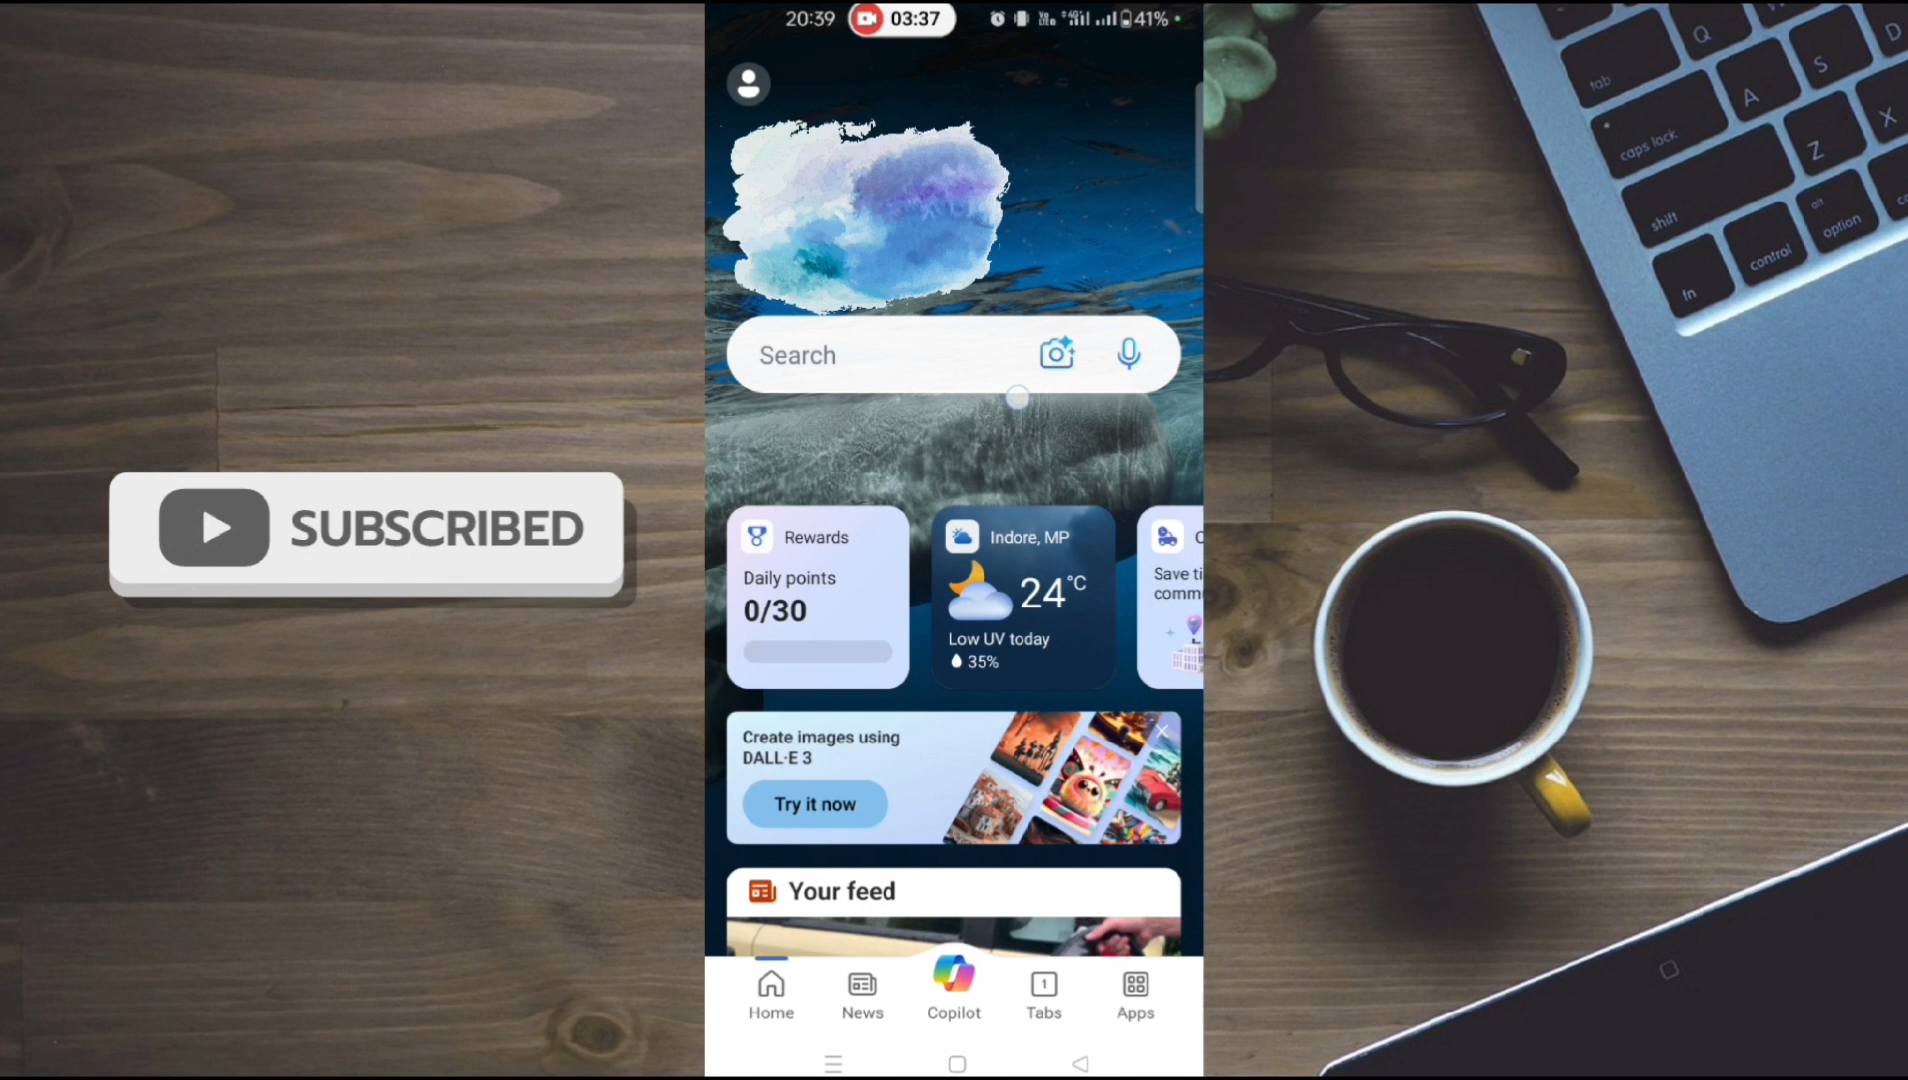 20:39 03:37 41%
Search
SUBSCRIBED
Rewards
Daily points
0/30
Indore, MP
24°C
Low UV today
35%
Save ti
comm
Create images using
DALL·E 3
Try it now
Your feed
Home
News
Copilot
1
Tabs
Apps
tab
Q
W
caps lock
A
S
D
shift
Z
X
fn
control
alt
option